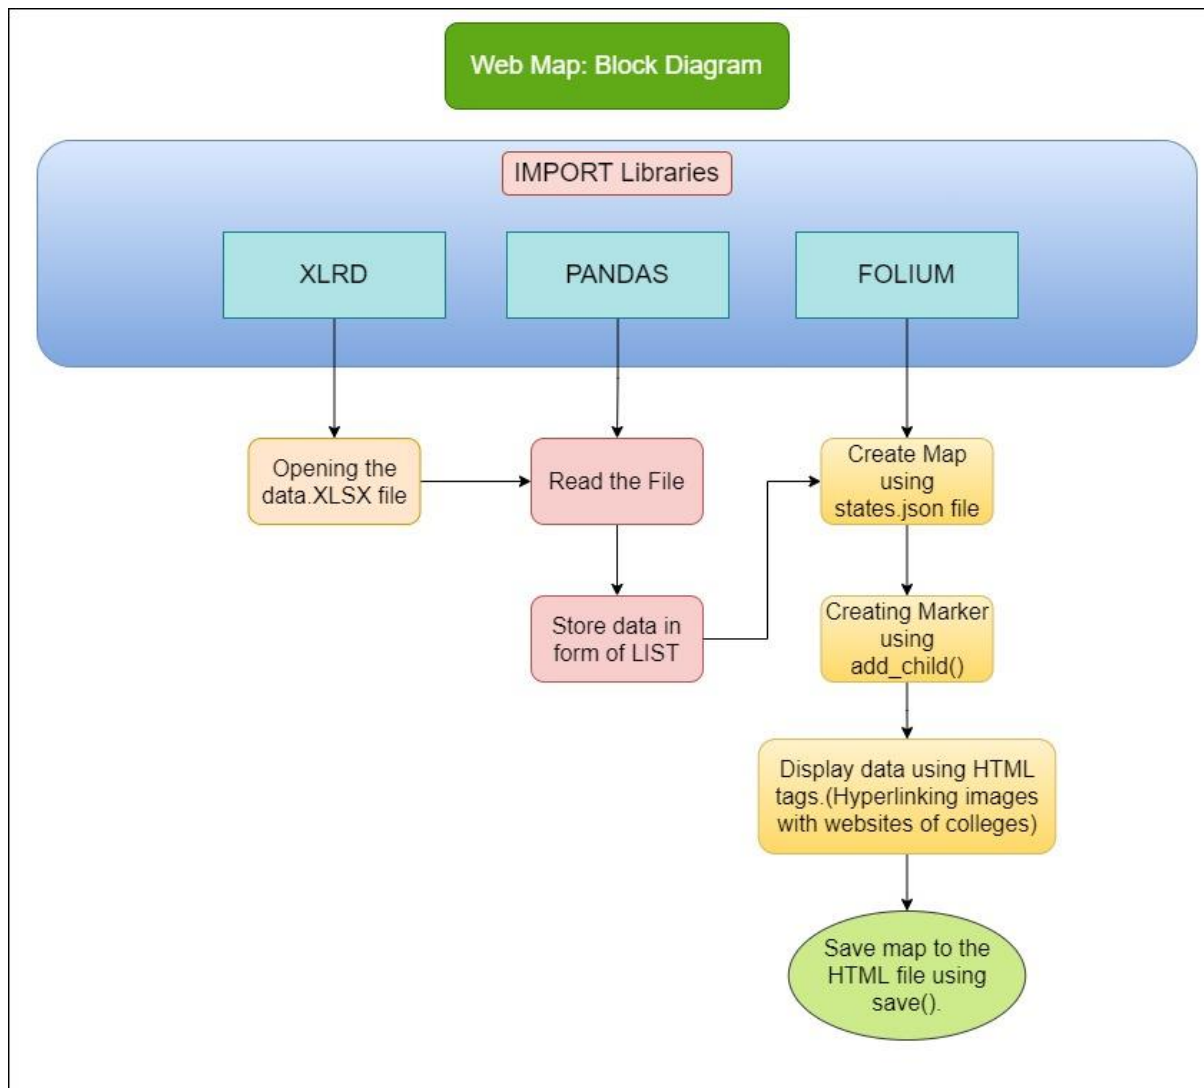 Web Map: Block Diagram
IMPORT Libraries
XLRD
PANDAS
FOLIUM
Opening the
data.XLSX file
Read the File
Create Map
using
states.json file
Store data in
form of LIST
Creating Marker
using
add_child()
Display data using HTML
tags.(Hyperlinking images
with websites of colleges)
Save map to the
HTML file using
save().